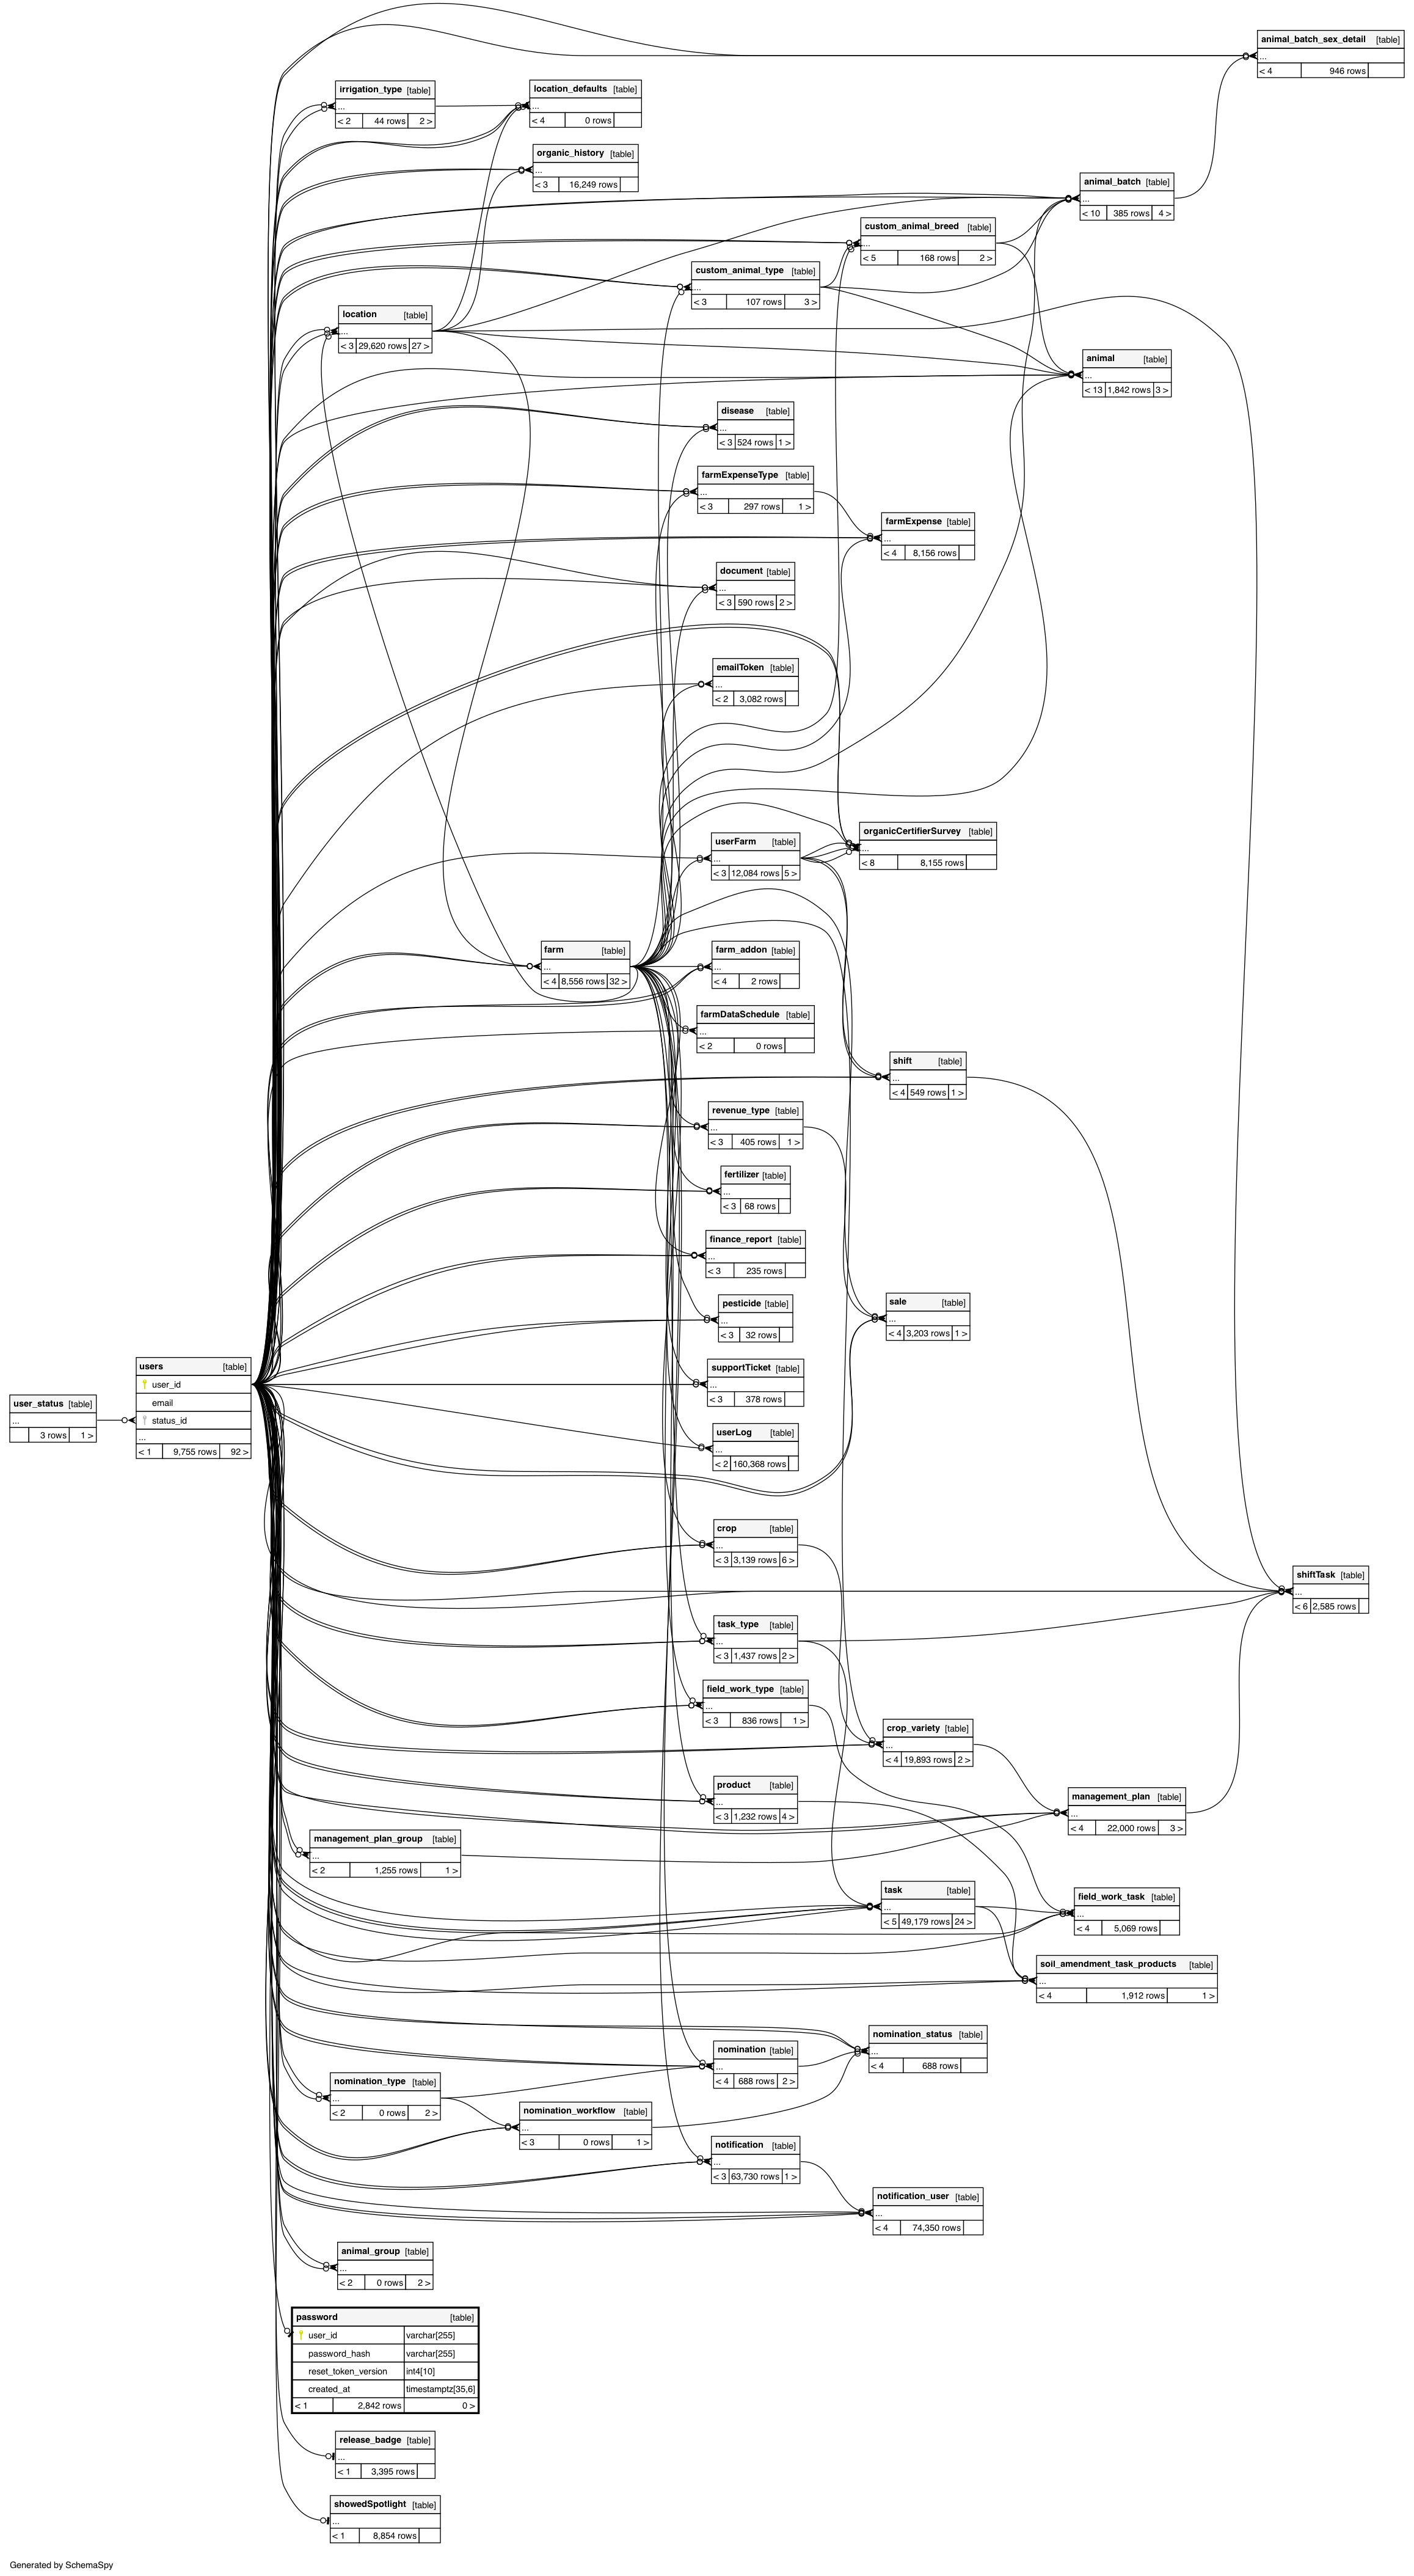 animal_batch_sex_detail [table]
...
< 4 946 rows
irrigation_type [table]
...
< 2 44 rows 2 >
location_defaults [table]
...
< 4 0 rows
organic_history [table]
...
< 3 16,249 rows
animal_batch [table]
...
< 10 385 rows 4 >
custom_animal_breed [table]
...
< 5 168 rows 2 >
custom_animal_type [table]
...
< 3 107 rows 3 >
location [table]
...
< 3 29,620 rows 27 >
animal [table]
...
< 13 1,842 rows 3 >
disease [table]
...
< 3 524 rows 1 >
farmExpenseType [table]
...
< 3 297 rows 1 >
farmExpense [table]
...
< 4 8,156 rows
document [table]
...
< 3 590 rows 2 >
emailToken [table]
...
< 2 3,082 rows
organicCertifierSurvey [table]
...
< 8 8,155 rows
userFarm [table]
...
< 3 12,084 rows 5 >
farm [table]
...
< 4 8,556 rows 32 >
farm_addon [table]
...
< 4 2 rows
farmDataSchedule [table]
...
< 2 0 rows
shift [table]
...
< 4 549 rows 1 >
revenue_type [table]
...
< 3 405 rows 1 >
fertilizer [table]
...
< 3 68 rows
finance_report [table]
...
< 3 235 rows
pesticide [table]
...
< 3 32 rows
sale [table]
...
< 4 3,203 rows 1 >
supportTicket [table]
...
< 3 378 rows
users [table]
user_id
email
status_id
...
< 1 9,755 rows 92 >
user_status [table]
...
3 rows 1 >
userLog [table]
...
< 2 160,368 rows
crop [table]
...
< 3 3,139 rows 6 >
shiftTask [table]
...
< 6 2,585 rows
task_type [table]
...
< 3 1,437 rows 2 >
field_work_type [table]
...
< 3 836 rows 1 >
crop_variety [table]
...
< 4 19,893 rows 2 >
product [table]
...
< 3 1,232 rows 4 >
management_plan [table]
...
< 4 22,000 rows 3 >
management_plan_group [table]
...
< 2 1,255 rows 1 >
task [table]
...
< 5 49,179 rows 24 >
field_work_task [table]
...
< 4 5,069 rows
soil_amendment_task_products [table]
...
< 4 1,912 rows 1 >
nomination_status [table]
...
< 4 688 rows
nomination [table]
...
< 4 688 rows 2 >
nomination_type [table]
...
< 2 0 rows 2 >
nomination_workflow [table]
...
< 3 0 rows 1 >
notification [table]
...
< 3 63,730 rows 1 >
notification_user [table]
...
< 4 74,350 rows
animal_group [table]
...
< 2 0 rows 2 >
password [table]
user_id varchar[255]
password_hash varchar[255]
reset_token_version int4[10]
created_at timestamptz[35,6]
< 1 2,842 rows 0 >
release_badge [table]
...
< 1 3,395 rows
showedSpotlight [table]
...
< 1 8,854 rows
Generated by SchemaSpy